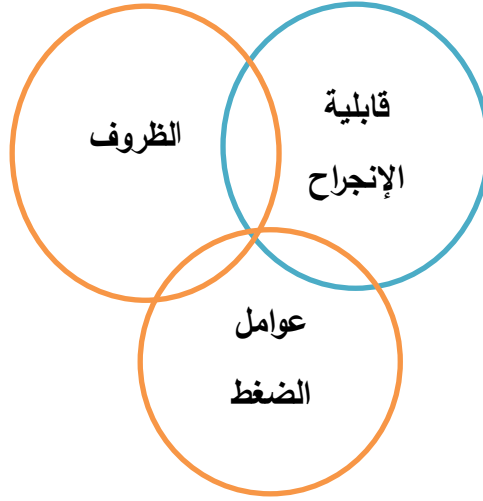 قابلية
الإنجراح
الظروف
عوامل
الضغط